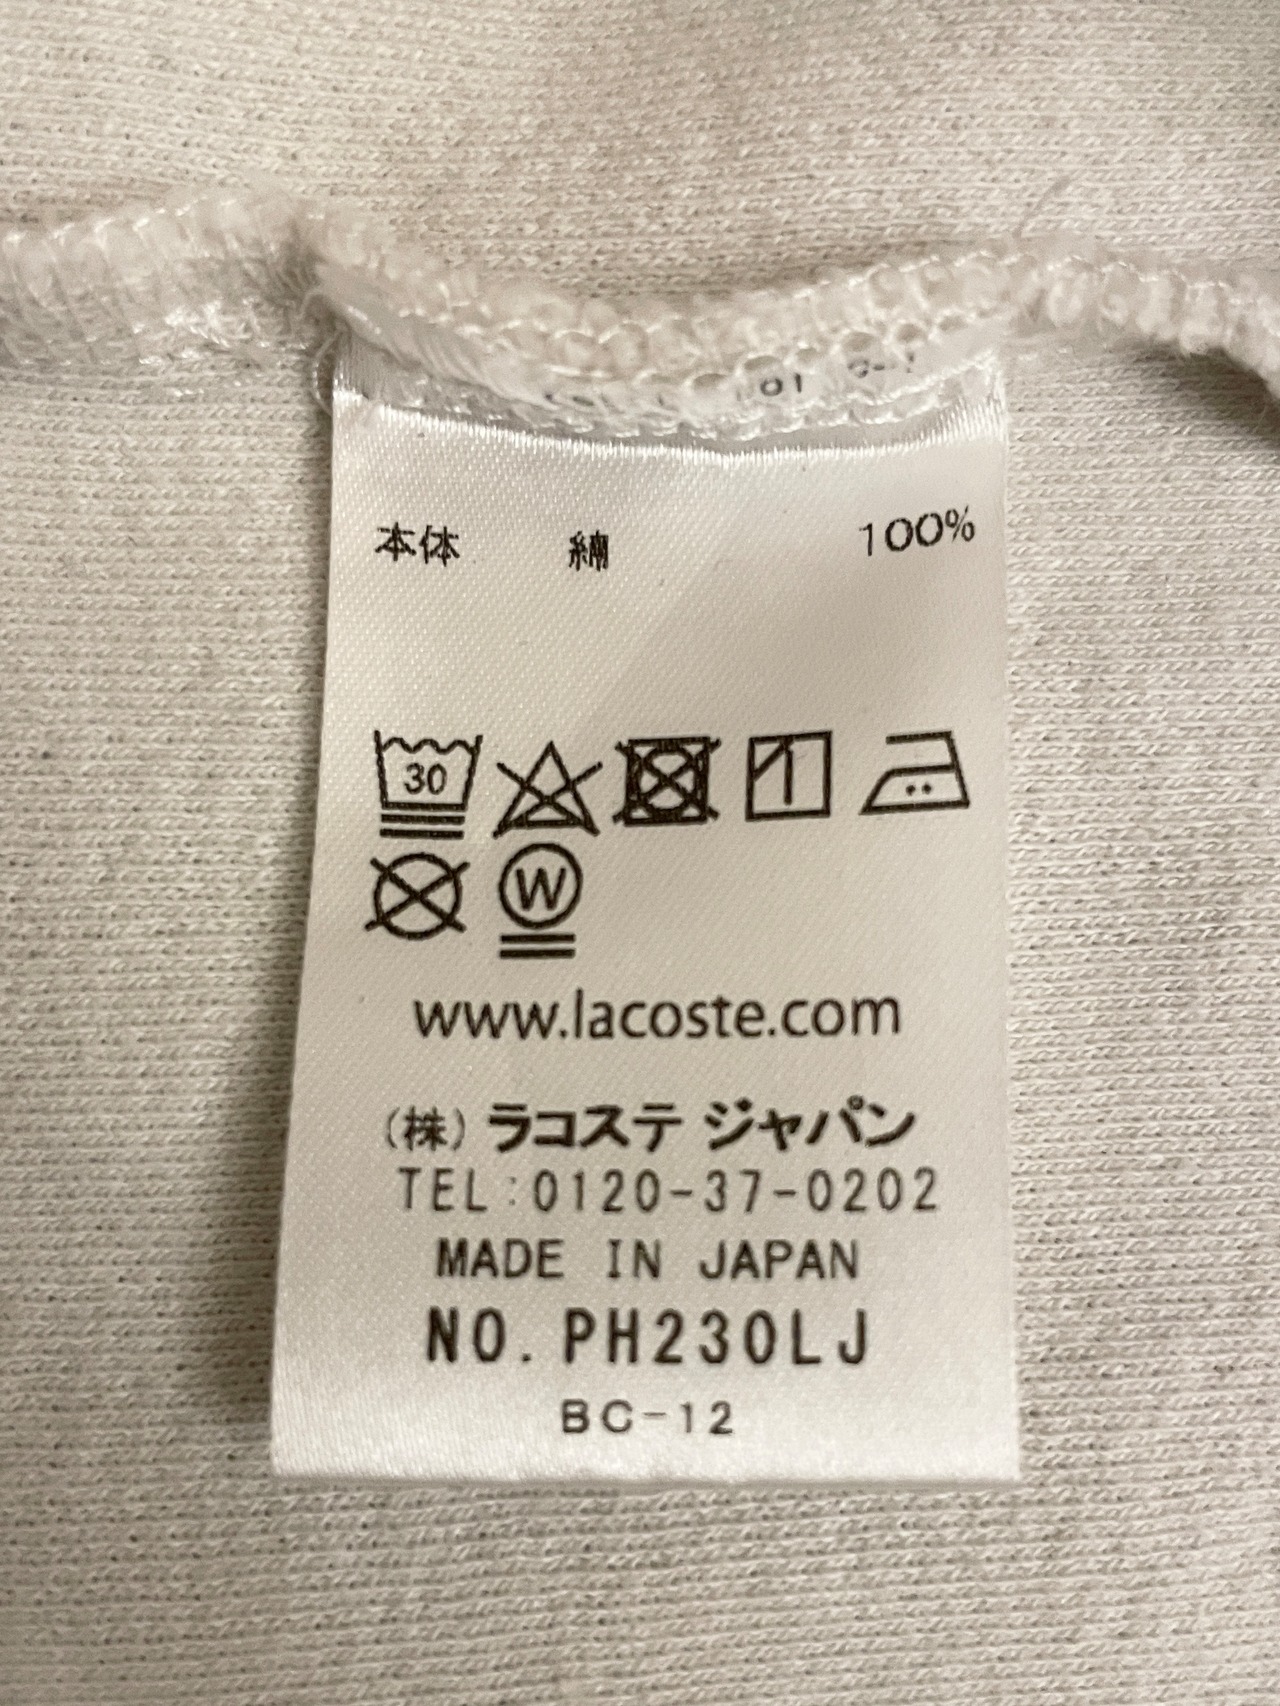 本体 綿 100%
30
W
www.lacoste.com
(株) ラコステ ジャパン
TEL:0120-37-0202
MADE IN JAPAN
NO. PH230LJ
BC-12